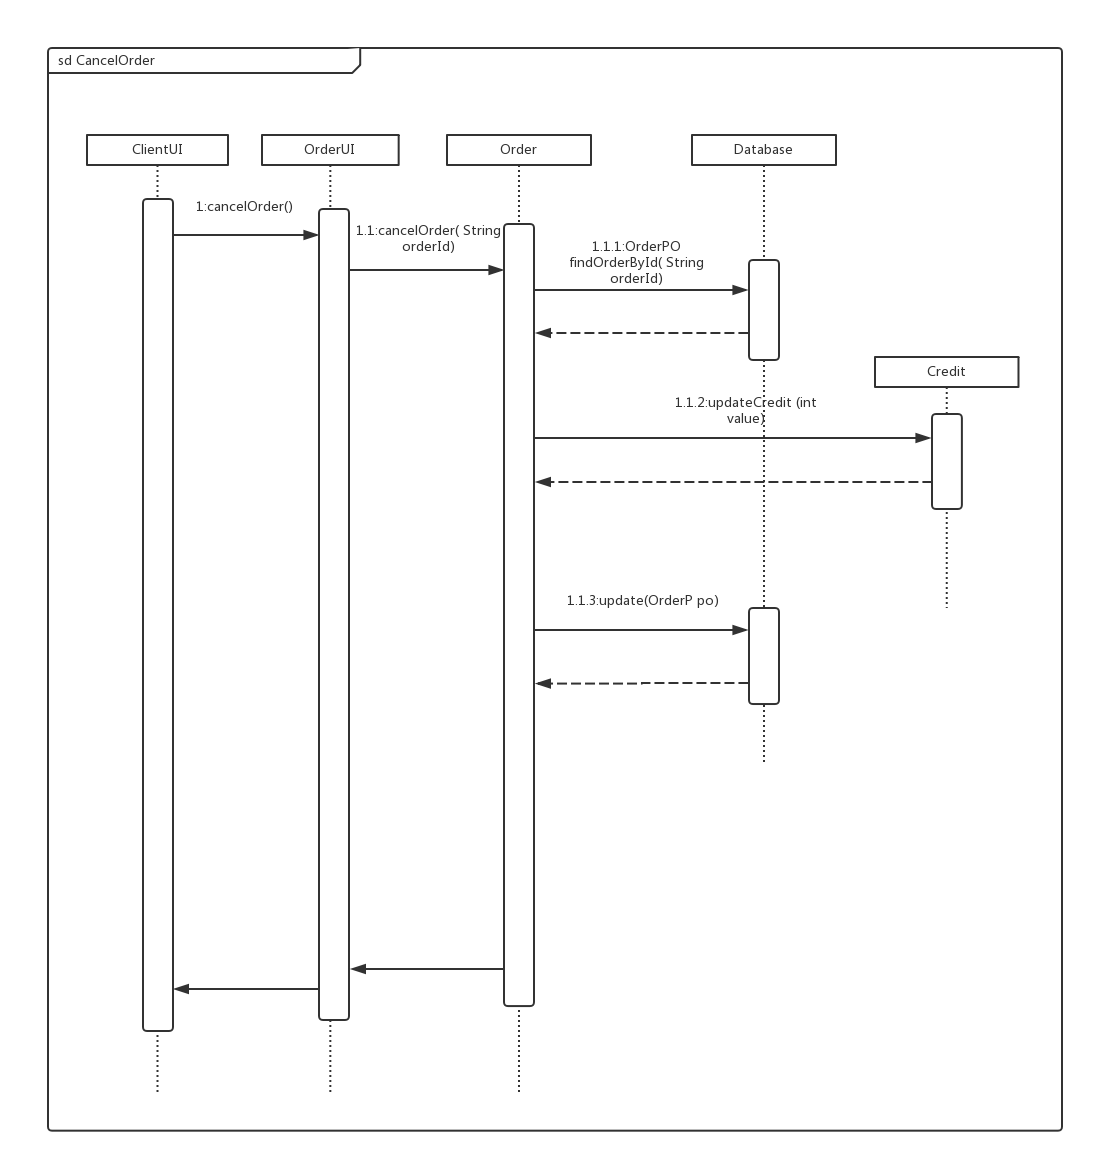 sd CancelOrder
ClientUI
OrderUI
Order
Database
1:cancelOrder()
1.1:cancelOrder( String
orderId)
1.1.1:OrderPO
findOrderById( String
orderId)
Credit
1.1.2:updateCredit (int
value)
1.1.3:update(OrderP po)